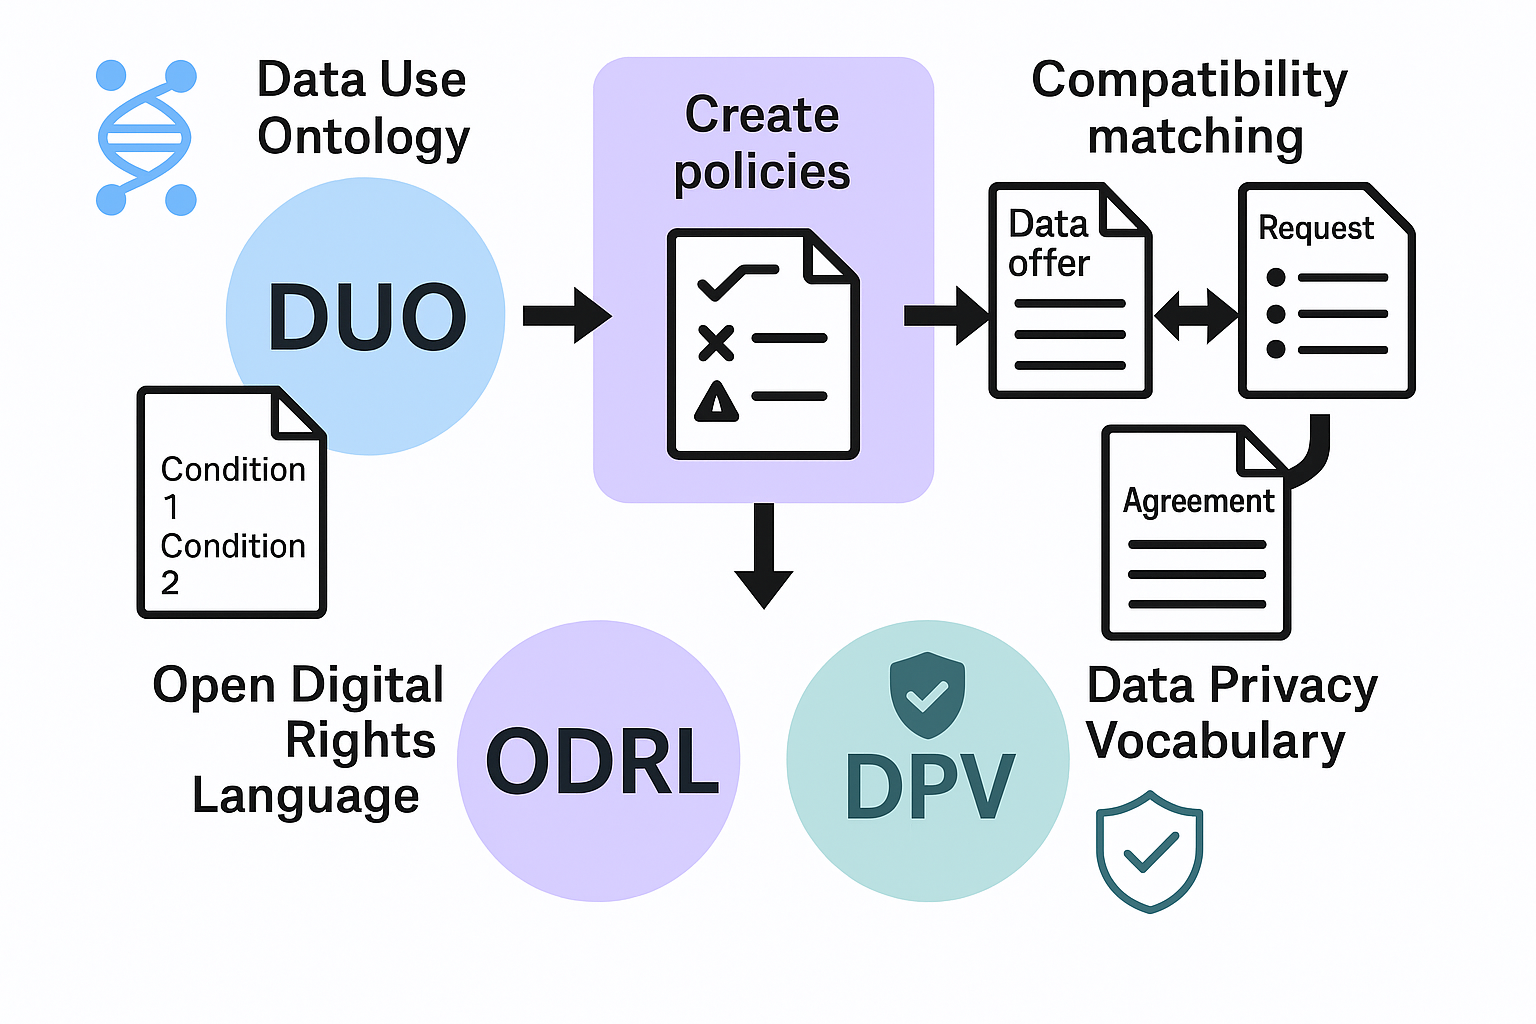 Data Use
Ontology
DUO
Condition
1
Condition
2
Create
policies
Compatibility
matching
Data
offer
Request
Agreement
Open Digital
Rights
Language
ODRL
DPV
Data Privacy
Vocabulary